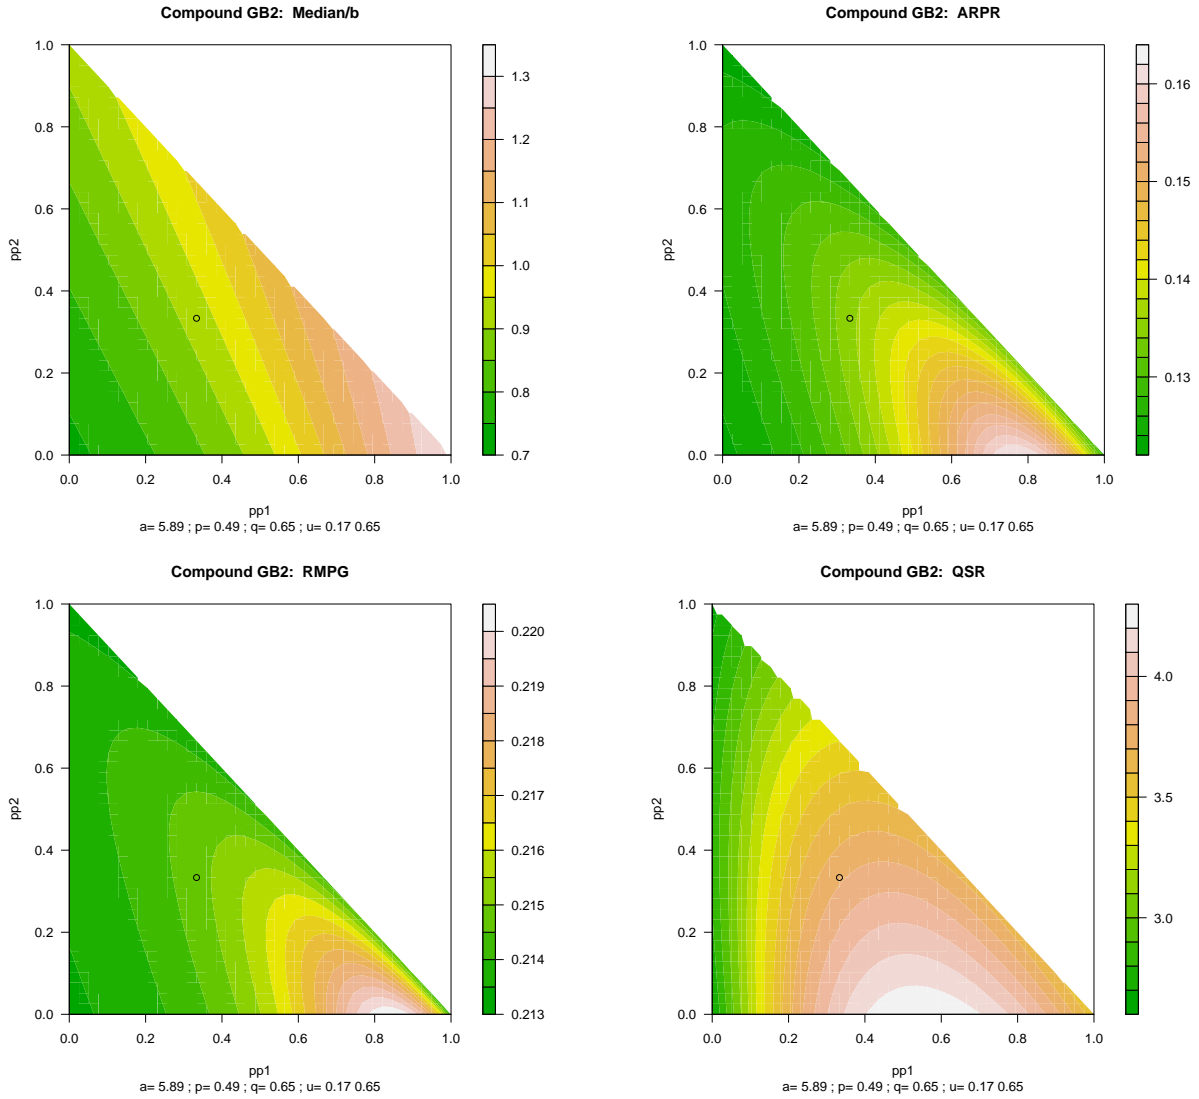 Compound GB2: Median/b
1.0
0.8
0.6
0.4
0.2
0.0
pp2
0.0 0.2 0.4 0.6 0.8 1.0
pp1
a= 5.89 ; p= 0.49 ; q= 0.65 ; u= 0.17 0.65
1.3
1.2
1.1
1.0
0.9
0.8
0.7
Compound GB2: ARPR
1.0
0.8
0.6
0.4
0.2
0.0
pp2
0.0 0.2 0.4 0.6 0.8 1.0
pp1
a= 5.89 ; p= 0.49 ; q= 0.65 ; u= 0.17 0.65
0.16
0.15
0.14
0.13
Compound GB2: RMPG
1.0
0.8
0.6
0.4
0.2
0.0
pp2
0.0 0.2 0.4 0.6 0.8 1.0
pp1
a= 5.89 ; p= 0.49 ; q= 0.65 ; u= 0.17 0.65
0.220
0.219
0.218
0.217
0.216
0.215
0.214
0.213
Compound GB2: QSR
1.0
0.8
0.6
0.4
0.2
0.0
pp2
0.0 0.2 0.4 0.6 0.8 1.0
pp1
a= 5.89 ; p= 0.49 ; q= 0.65 ; u= 0.17 0.65
4.0
3.5
3.0